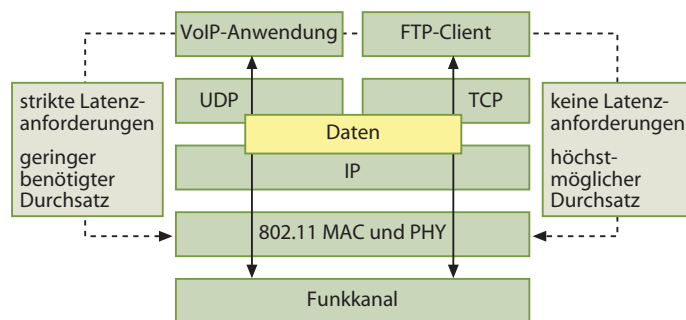 VoIP-Anwendung
FTP-Client
strikte Latenz-
anforderungen
geringer
benötigter
Durchsatz
UDP
TCP
keine Latenz-
anforderungen
höchst-
möglicher
Durchsatz
Daten
IP
802.11 MAC und PHY
Funkkanal